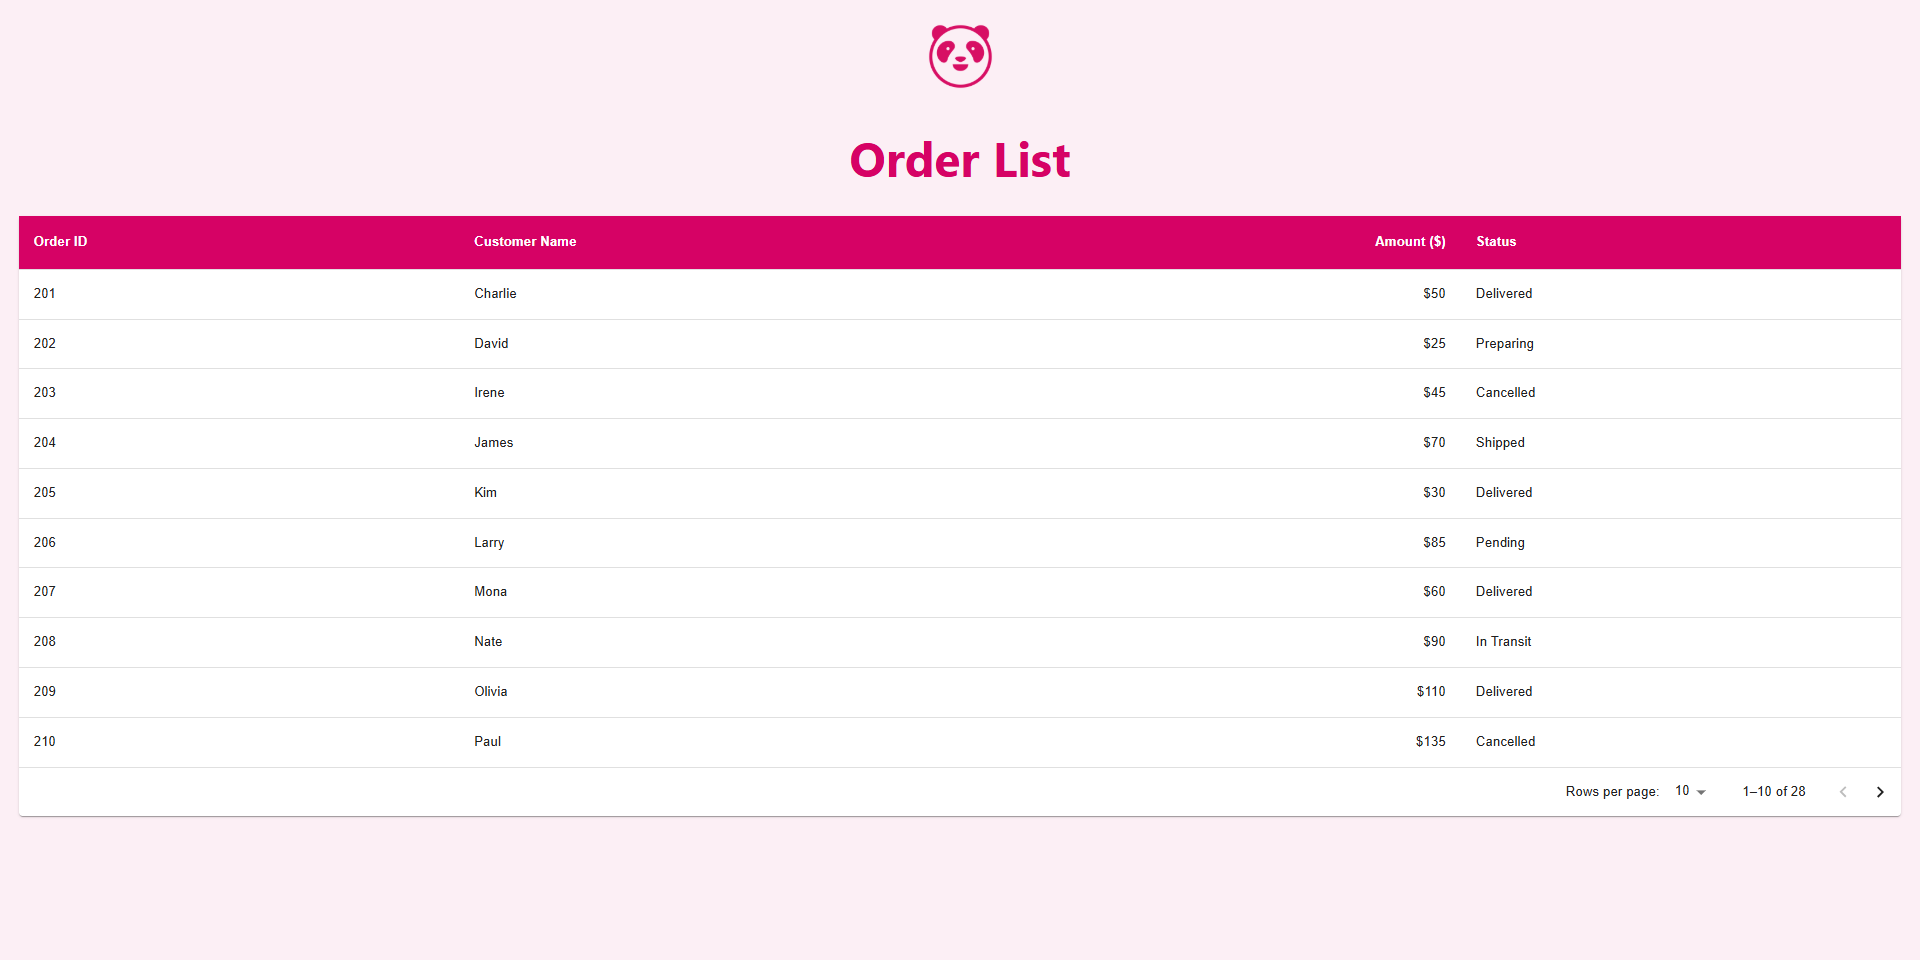 Order List
Order ID Customer Name Amount ($) Status
201 Charlie $50 Delivered
202 David $25 Preparing
203 Irene $45 Cancelled
204 James $70 Shipped
205 Kim $30 Delivered
206 Larry $85 Pending
207 Mona $60 Delivered
208 Nate $90 In Transit
209 Olivia $110 Delivered
210 Paul $135 Cancelled
Rows per page: 10 1–10 of 28